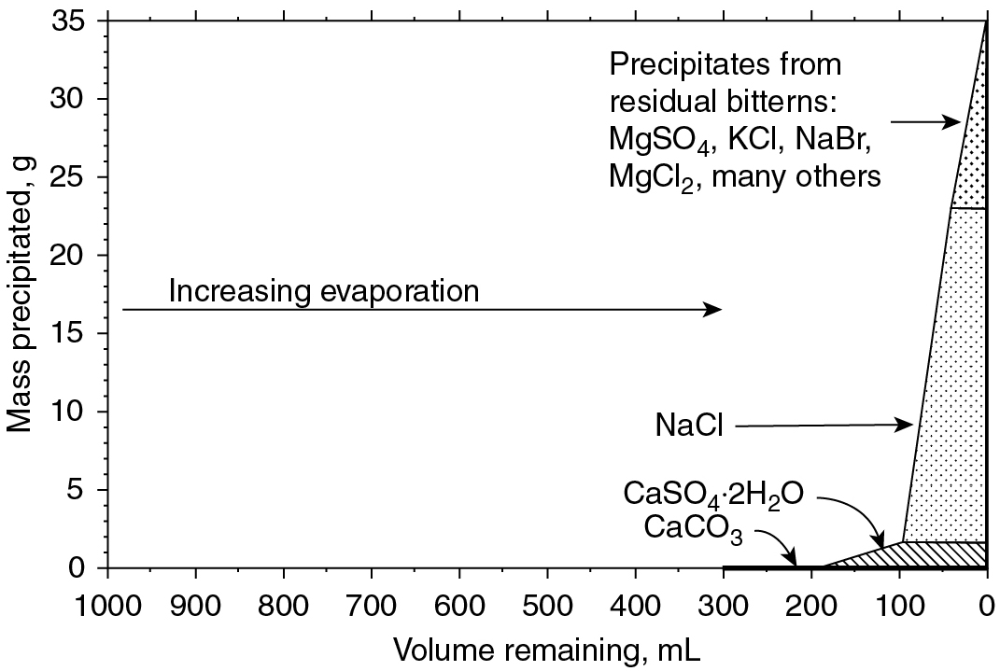 35
30
25
20
15
10
5
0
Mass precipitated, g
Precipitates from
residual bitterns:
MgSO₄, KCl, NaBr,
MgCl₂, many others
Increasing evaporation
NaCl
CaSO₄·2H₂O
CaCO₃
1000 900 800 700 600 500 400 300 200 100 0
Volume remaining, mL